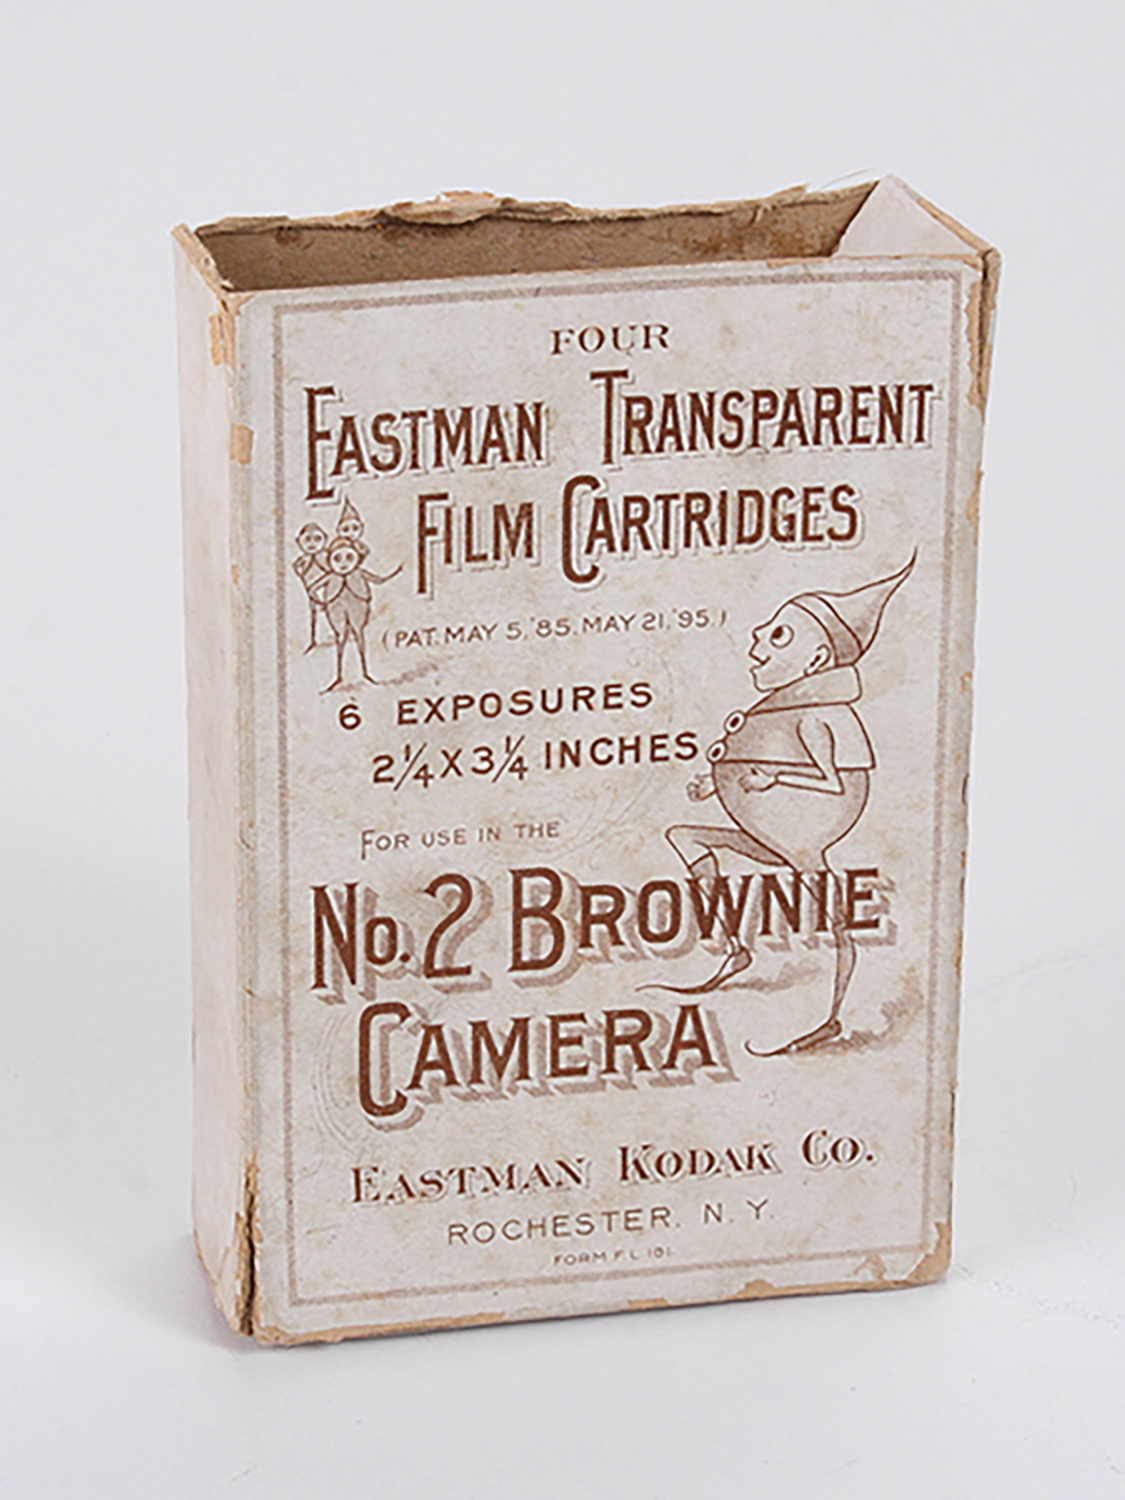 FOUR
EASTMAN TRANSPARENT
FILM CARTRIDGES
(PAT. MAY 5,'85, MAY 21,'95.)
6 EXPOSURES
2¼ X 3¼ INCHES
FOR USE IN THE
No. 2 BROWNIE
CAMERA
EASTMAN KODAK CO.
ROCHESTER, N. Y.
FORM F. L. 181.